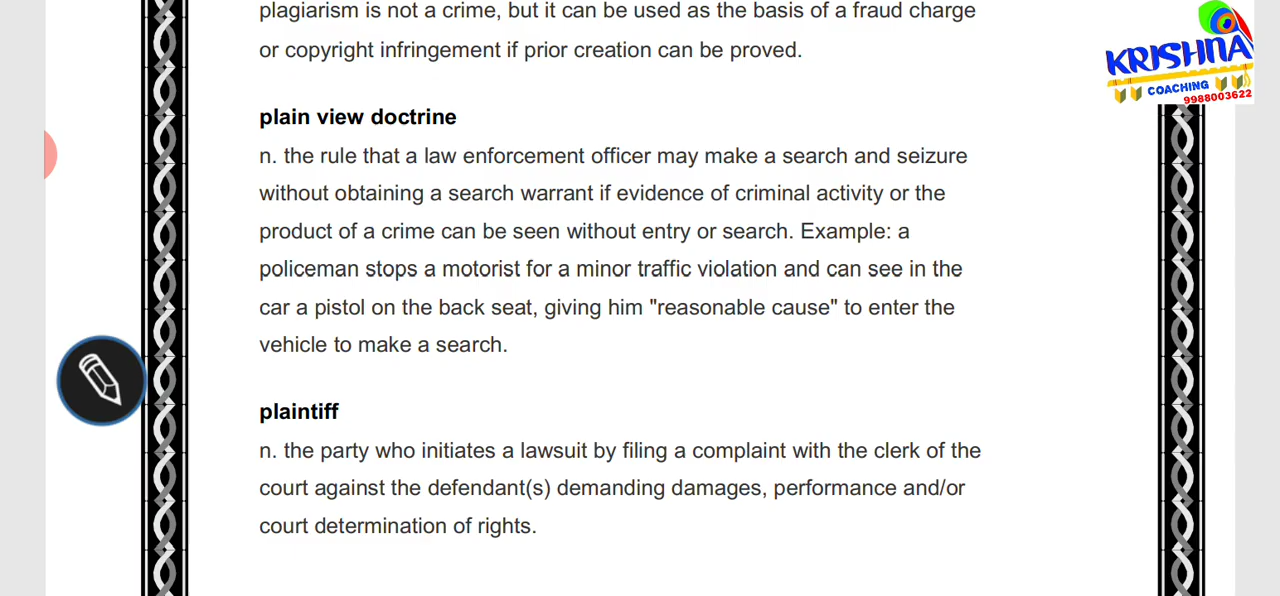 plagiarism is not a crime, but it can be used as the basis of a fraud charge
or copyright infringement if prior creation can be proved.
KRISHNA
COACHING
9988003622
plain view doctrine
n. the rule that a law enforcement officer may make a search and seizure
without obtaining a search warrant if evidence of criminal activity or the
product of a crime can be seen without entry or search. Example: a
policeman stops a motorist for a minor traffic violation and can see in the
car a pistol on the back seat, giving him "reasonable cause" to enter the
vehicle to make a search.
plaintiff
n. the party who initiates a lawsuit by filing a complaint with the clerk of the
court against the defendant(s) demanding damages, performance and/or
court determination of rights.